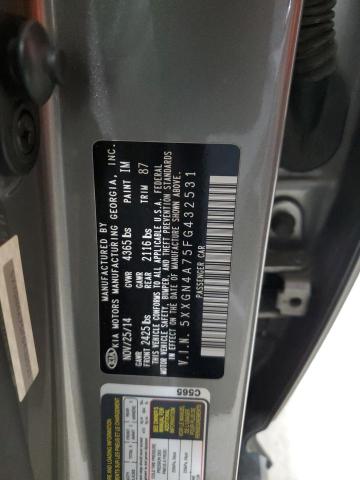 MANUFACTURED BY
KIA MOTORS MANUFACTURING GEORGIA, INC.
NOV/25/14 GVWR 4365 lbs PAINT IM
GAWR FRONT 2425 lbs GAWR REAR 2116 lbs TRIM 87
THIS VEHICLE CONFORMS TO ALL APPLICABLE U.S.A. FEDERAL
MOTOR VEHICLE SAFETY, BUMPER, AND THEFT PREVENTION STANDARDS
IN EFFECT ON THE DATE OF MANUFACTURE SHOWN ABOVE.
V.I.N. 5XXGN4A75FG432531
PASSENGER CAR
C565